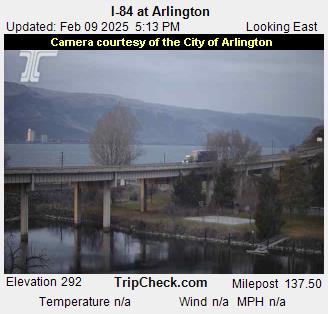 I-84 at Arlington
Updated: Feb 09 2025 5:13 PM Looking East
Camera courtesy of the City of Arlington
Elevation 292 TripCheck.com Milepost 137.50
Temperature n/a Wind n/a MPH n/a